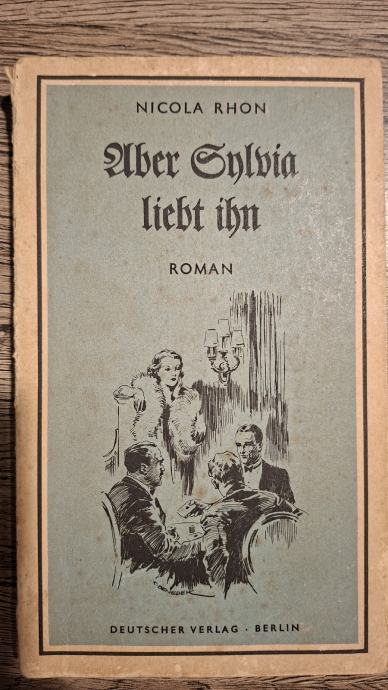 NICOLA RHON
Aber Sylvia
liebt ihn
ROMAN
DEUTSCHER VERLAG · BERLIN